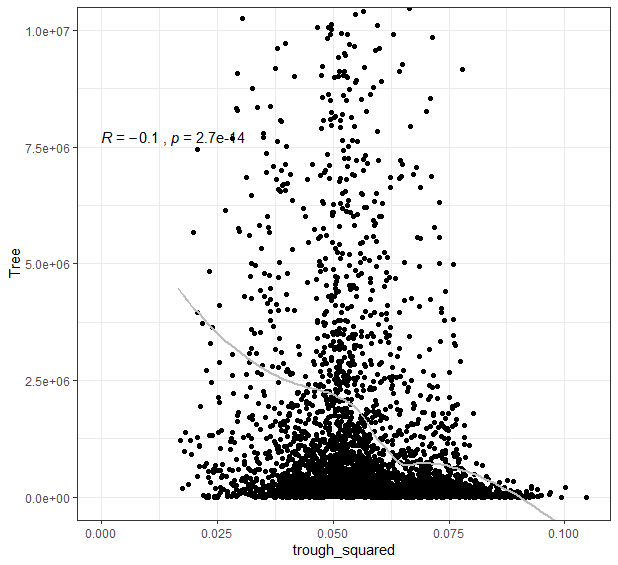 1.0e+07
R = −0.1 , p = 2.7e-14
7.5e+06
5.0e+06
Tree
2.5e+06
0.0e+00
0.000 0.025 0.050 0.075 0.100
trough_squared